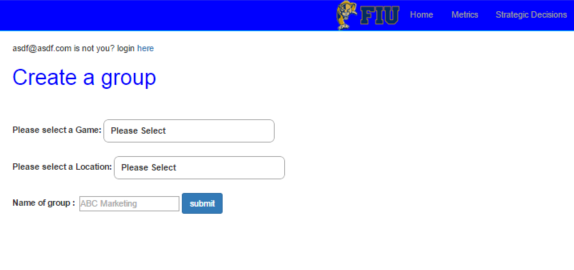 FIU Home Metrics Strategic Decisions
asdf@asdf.com is not you? login here
Create a group
Please select a Game: Please Select
Please select a Location: Please Select
Name of group : ABC Marketing submit